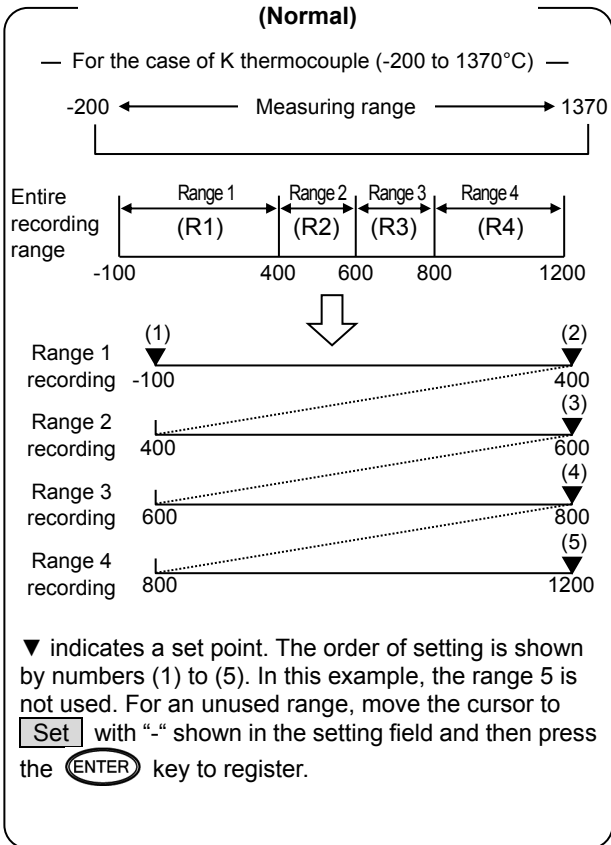 (Normal)
— For the case of K thermocouple (-200 to 1370°C) —
-200 Measuring range 1370
Entire recording range
Range 1 Range 2 Range 3 Range 4
(R1) (R2) (R3) (R4)
-100 400 600 800 1200
(1) (2)
Range 1 recording
-100 400
(3)
Range 2 recording
400 600
(4)
Range 3 recording
600 800
(5)
Range 4 recording
800 1200
▼ indicates a set point. The order of setting is shown
by numbers (1) to (5). In this example, the range 5 is
not used. For an unused range, move the cursor to
Set with “-“ shown in the setting field and then press
the ENTER key to register.